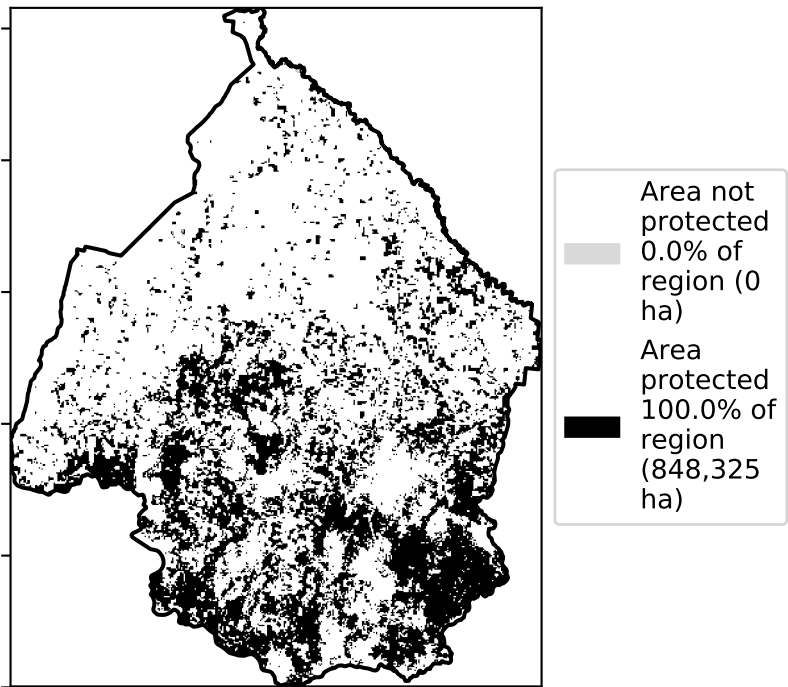 Area not
protected
0.0% of
region (0
ha)
Area
protected
100.0% of
region
(848,325
ha)